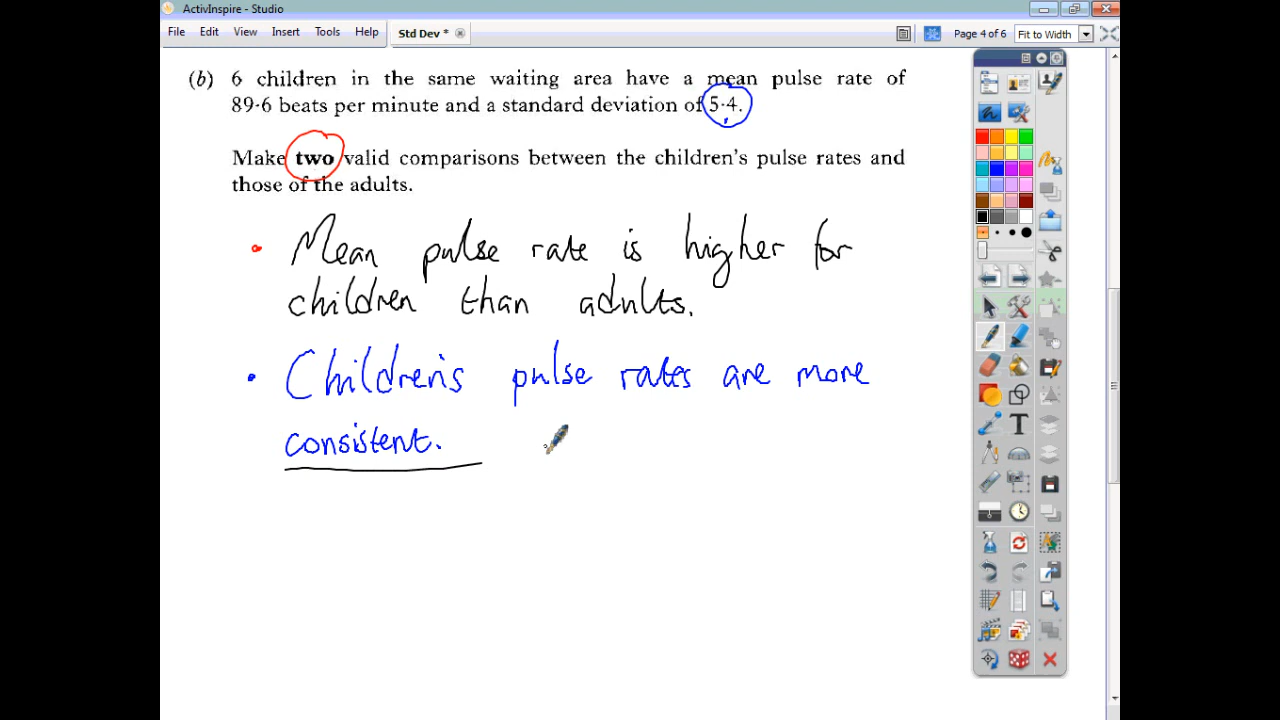 ActivInspire - Studio
File Edit View Insert Tools Help Std Dev * Page 4 of 6 Fit to Width
(b) 6 children in the same waiting area have a mean pulse rate of
89·6 beats per minute and a standard deviation of 5·4.
Make two valid comparisons between the children's pulse rates and
those of the adults.
• Mean pulse rate is higher for
children than adults.
• Children's pulse rates are more
consistent.